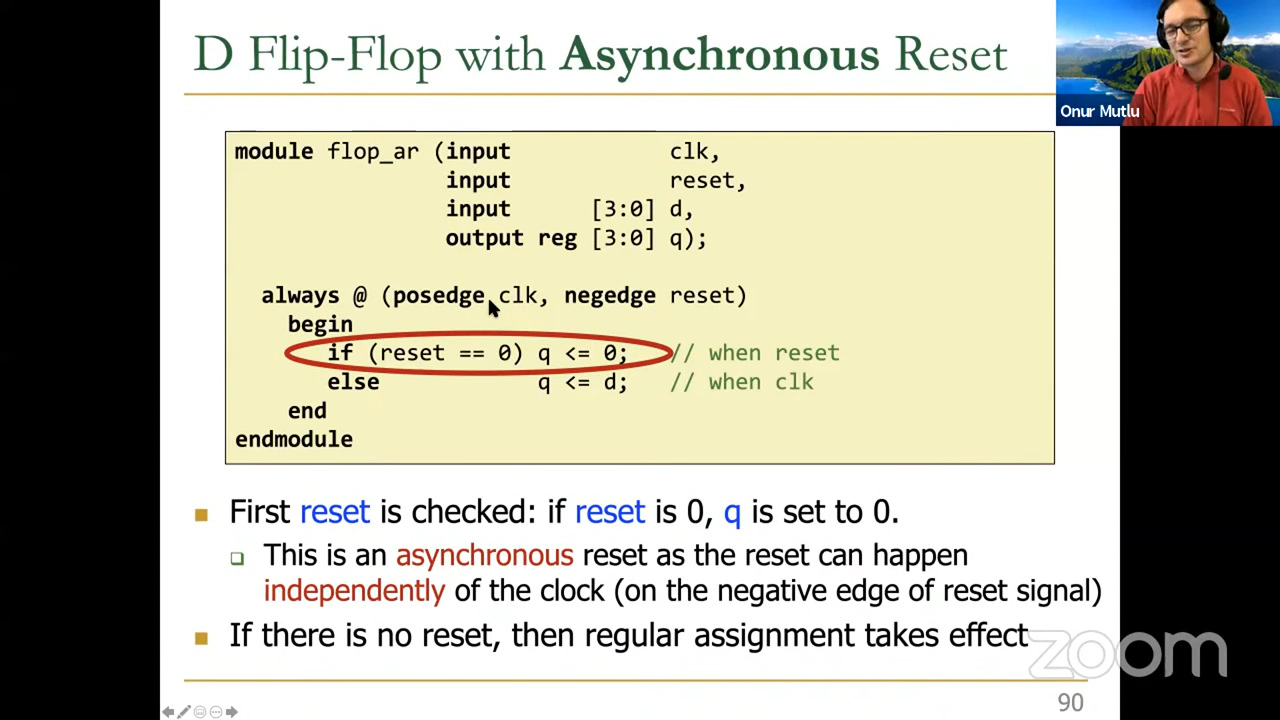 D Flip-Flop with Asynchronous Reset
Onur Mutlu
module flop_ar (input clk,
input reset,
input [3:0] d,
output reg [3:0] q);
always @ (posedge clk, negedge reset)
begin
if (reset == 0) q <= 0; // when reset
else q <= d; // when clk
end
endmodule
First reset is checked: if reset is 0, q is set to 0.
This is an asynchronous reset as the reset can happen
independently of the clock (on the negative edge of reset signal)
If there is no reset, then regular assignment takes effect
zoom
90